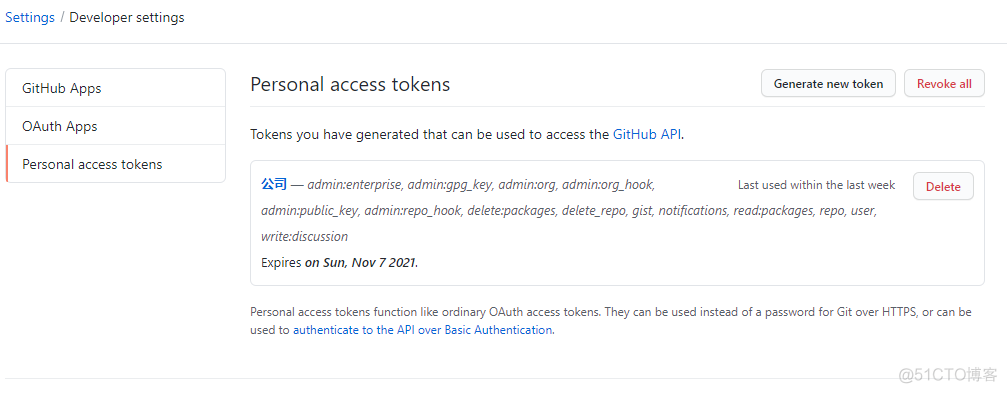 Settings / Developer settings
GitHub Apps
OAuth Apps
Personal access tokens
Personal access tokens
Generate new token
Revoke all
Tokens you have generated that can be used to access the GitHub API.
公司 — admin:enterprise, admin:gpg_key, admin:org, admin:org_hook,
admin:public_key, admin:repo_hook, delete:packages, delete_repo, gist, notifications, read:packages, repo, user,
write:discussion
Last used within the last week
Delete
Expires on Sun, Nov 7 2021.
Personal access tokens function like ordinary OAuth access tokens. They can be used instead of a password for Git over HTTPS, or can be
used to authenticate to the API over Basic Authentication.
@51CTO博客